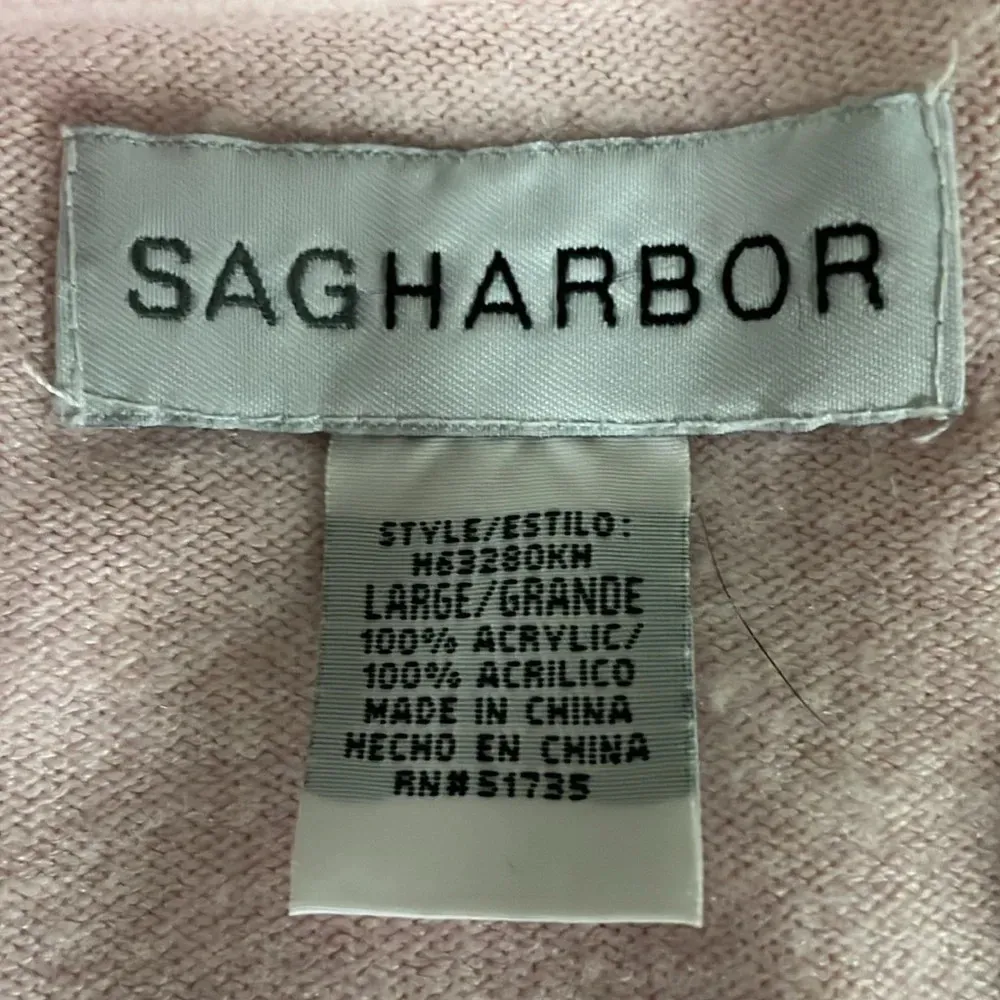 SAGHARBOR
STYLE/ESTILO:
H63280KH
LARGE/GRANDE
100% ACRYLIC/
100% ACRILICO
MADE IN CHINA
HECHO EN CHINA
RN#51735